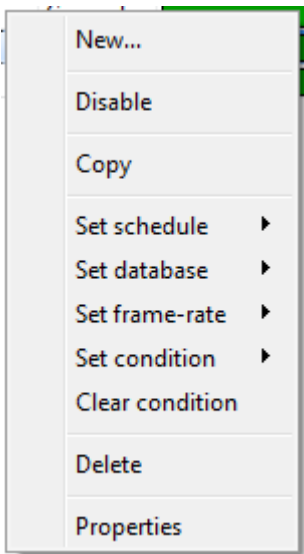 New...
Disable
Copy
Set schedule
Set database
Set frame-rate
Set condition
Clear condition
Delete
Properties